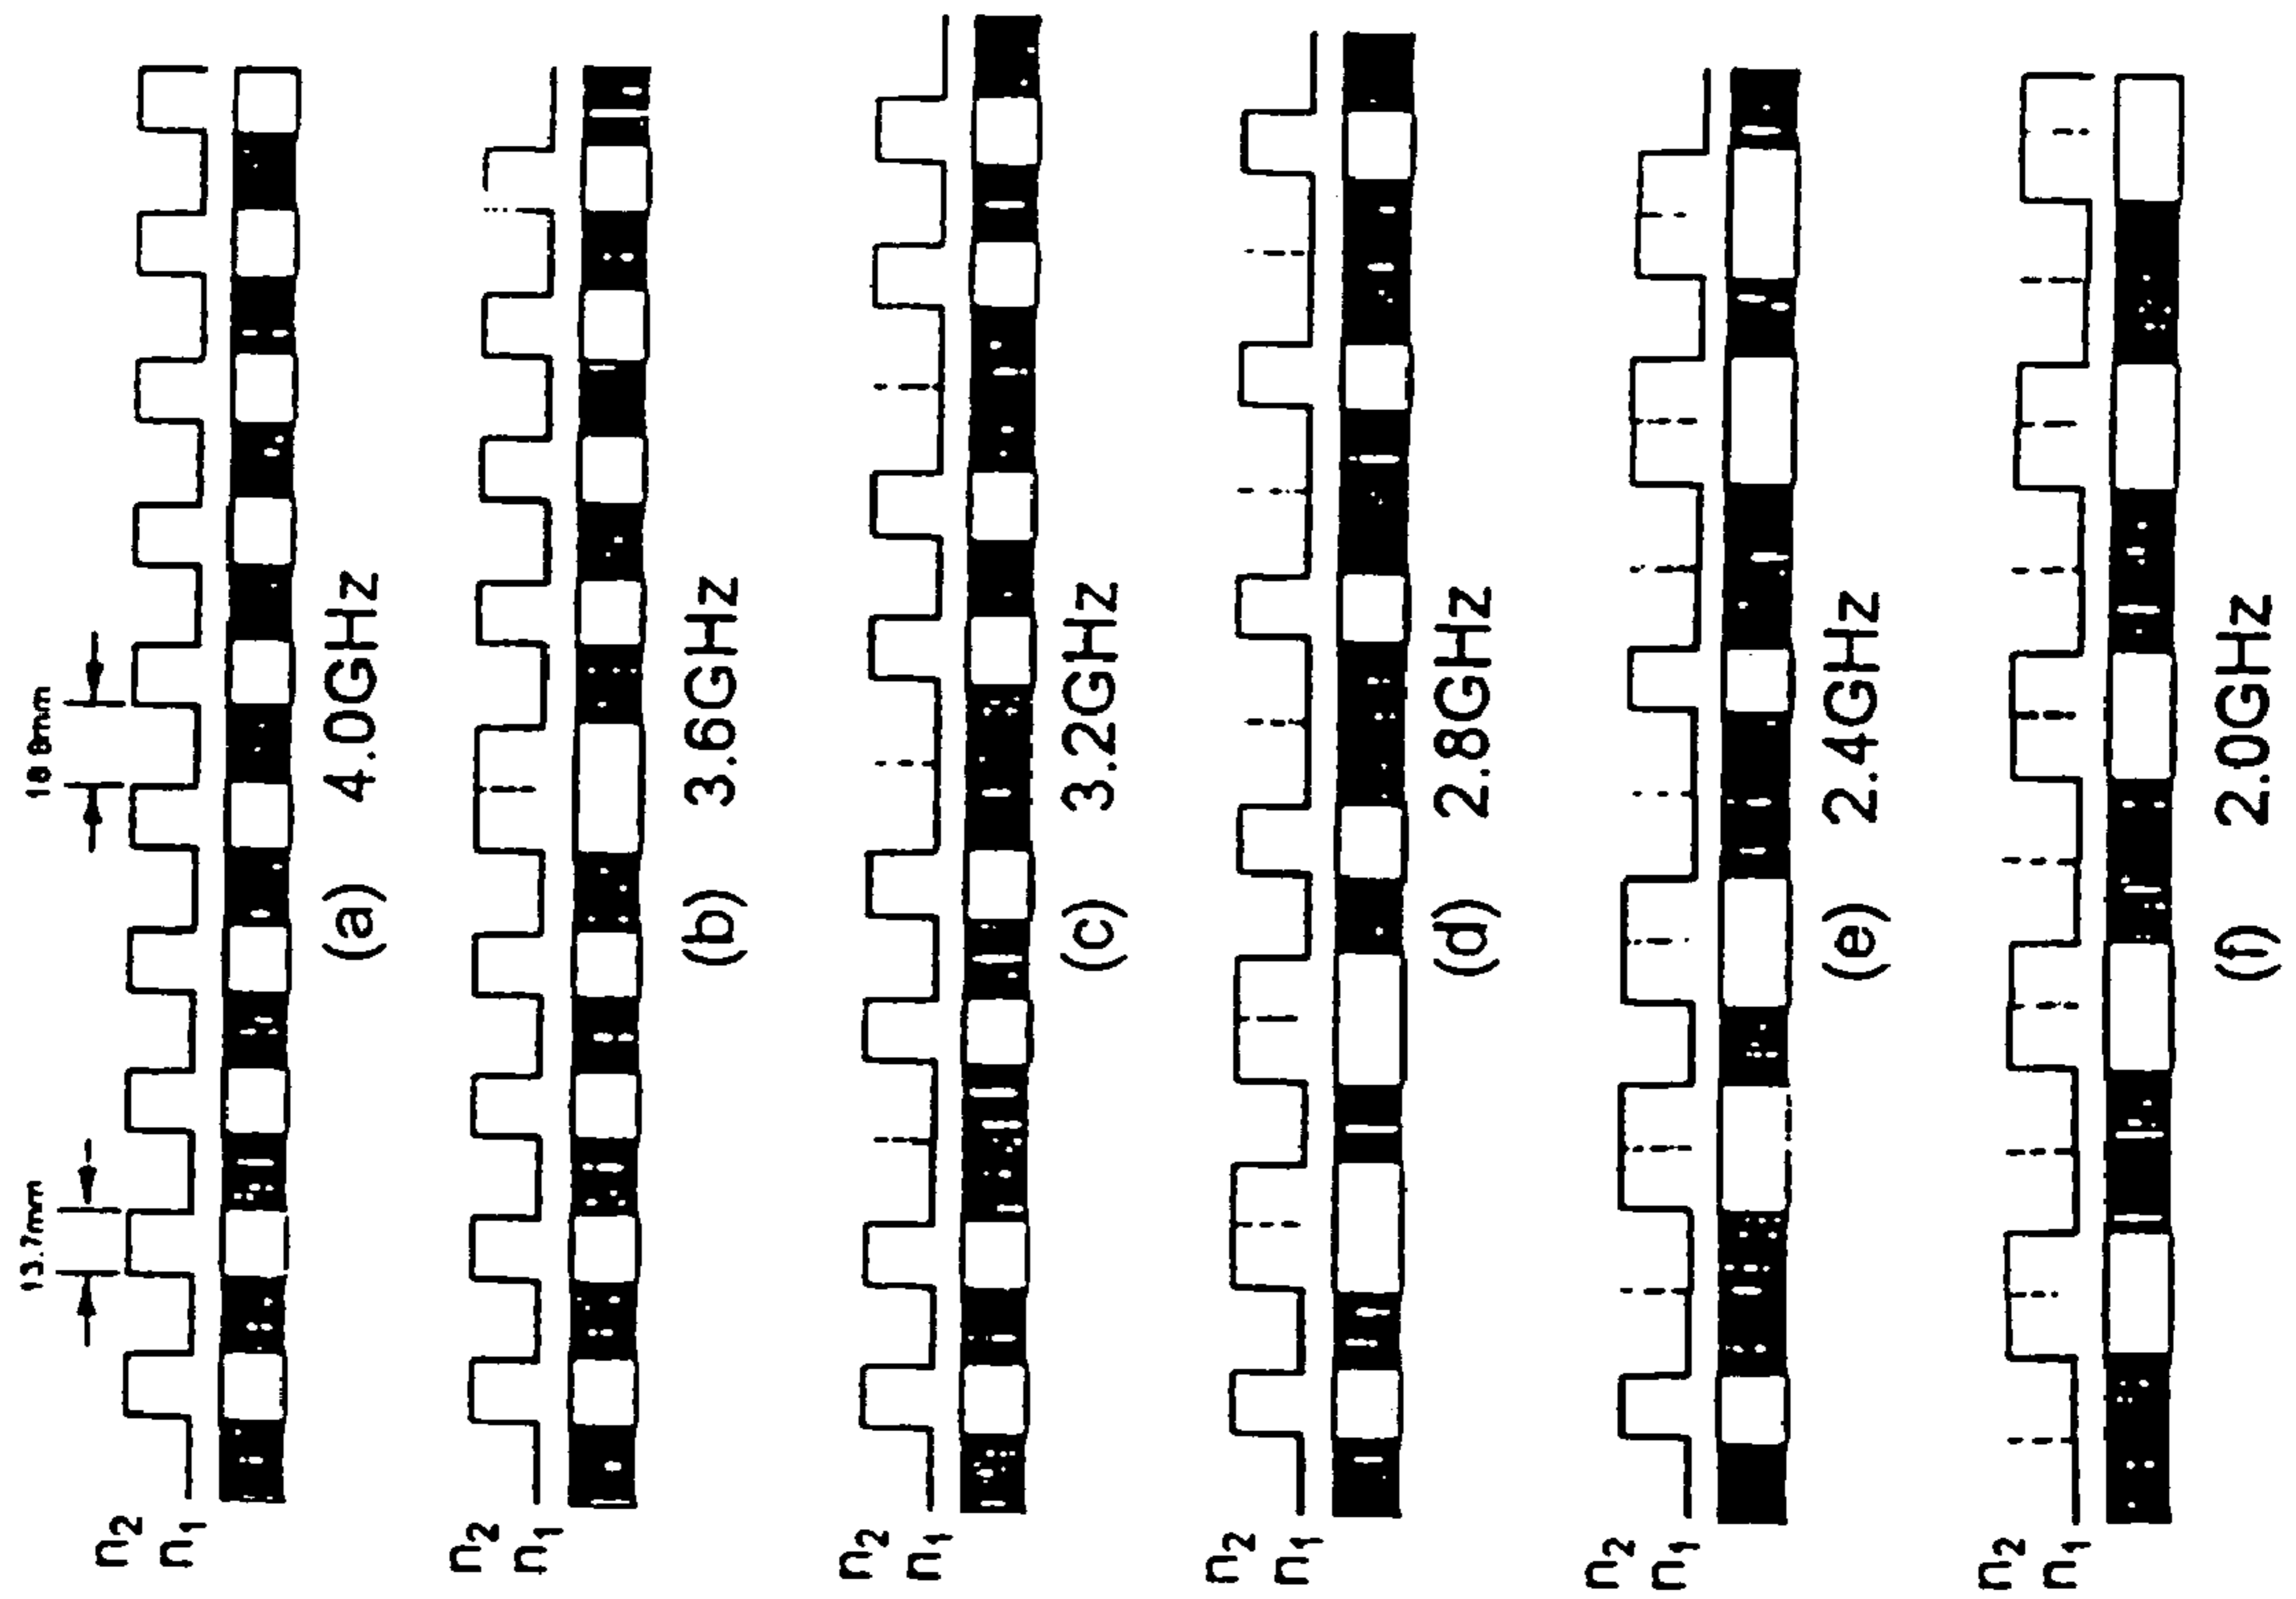 13.7mm
18.8mm
n2
n1
(a) 4.0GHz
n2
n1
(b) 3.6GHz
n2
n1
(c) 3.2GHz
n2
n1
(d) 2.8GHz
n2
n1
(e) 2.4GHz
n2
n1
(f) 2.0GHz